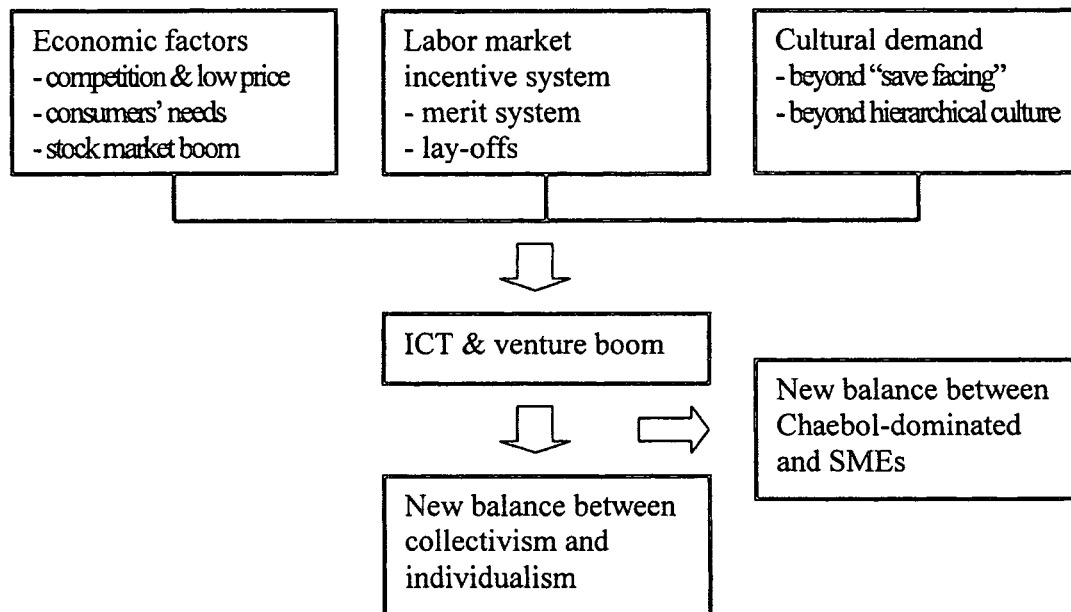 Economic factors
- competition & low price
- consumers' needs
- stock market boom
Labor market
incentive system
- merit system
- lay-offs
Cultural demand
- beyond "save facing"
- beyond hierarchical culture
ICT & venture boom
New balance between
Chaebol-dominated
and SMEs
New balance between
collectivism and
individualism